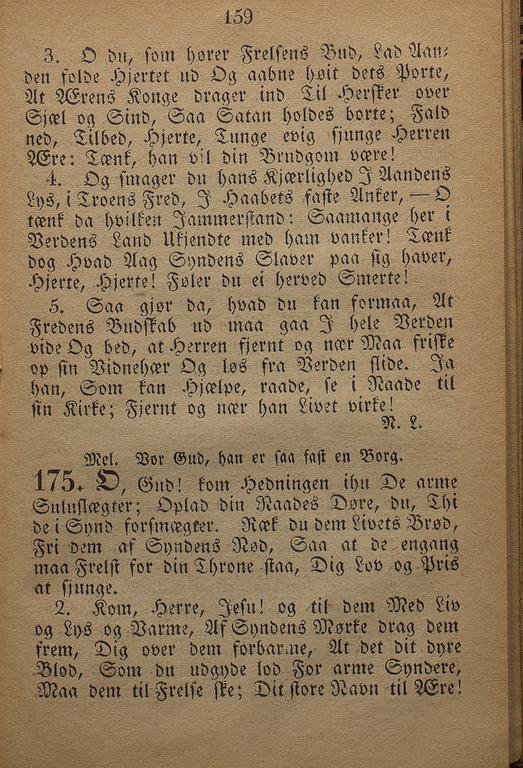 159
3. O du, som hører Frelsens Bud, Lad Aan-
den folde Hjertet ud Og aabne høit dets Porte,
At Ærens Konge drager ind Til Hersker over
Sjæl og Sind, Saa Satan holdes borte; Fald
ned, Tilbed, Hjerte, Tunge evig sjunge Herren
Ære: Tænk, han vil din Brudgom være!
4. Og smager du hans Kjærlighed I Aandens
Lys, i Troens Fred, I Haabets faste Anker, — O
tænk da hvilken Jammerstand: Saamange her i
Verdens Land Ukjendte med ham vanker! Tænk
dog Hvad Aag Syndens Slaver paa sig haver,
Hjerte, Hjerte! Føler du ei herved Smerte!
5. Saa gjør da, hvad du kan formaa, At
Fredens Budskab ud maa gaa I hele Verden
vide Og bed, at Herren fjernt og nær Maa friske
op sin Vidnehær Og løs fra Verden slide. Ja
han, Som kan Hjælpe, raade, se i Naade til
sin Kirke; Fjernt og nær han Livet virke!
N. L.
Mel. Vor Gud, han er saa fast en Borg.
175. O, Gud! kom Hedningen ihu De arme
Suluslægter; Oplad din Naades Døre, du, Thi
de i Synd forsmægter. Ræk du dem Livets Brød,
Fri dem af Syndens Nød, Saa at de engang
maa Frelst for din Throne staa, Dig Lov og Pris
at sjunge.
2. Kom, Herre, Jesu! og til dem Med Liv
og Lys og Varme, Af Syndens Mørke drag dem
frem, Dig over dem forbarme, At det dit dyre
Blod, Som du udgyde lod For arme Syndere,
Maa dem til Frelse ske; Dit store Navn til Ære!